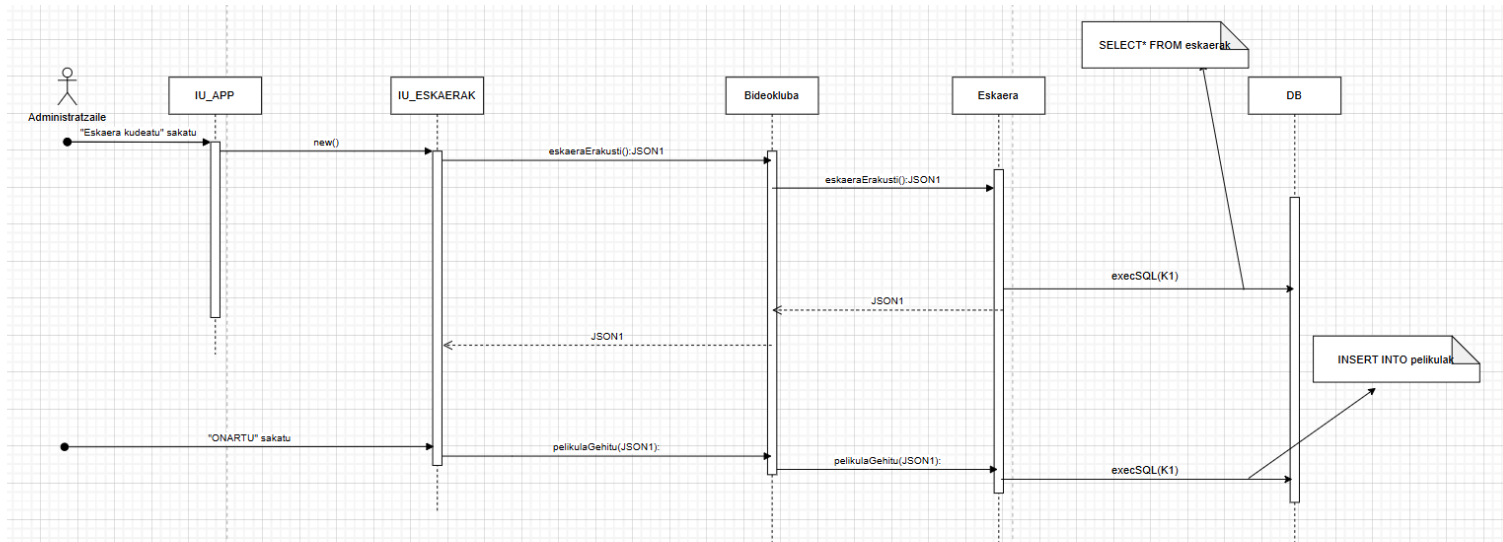 SELECT* FROM eskaerak
IU_APP
IU_ESKAERAK
Bideokluba
Eskaera
DB
Administratzaile
"Eskaera kudeatu" sakatu
new()
eskaeraErakusti():JSON1
eskaeraErakusti():JSON1
execSQL(K1)
JSON1
JSON1
INSERT INTO pelikulak
"ONARTU" sakatu
pelikulaGehitu(JSON1):
pelikulaGehitu(JSON1):
execSQL(K1)